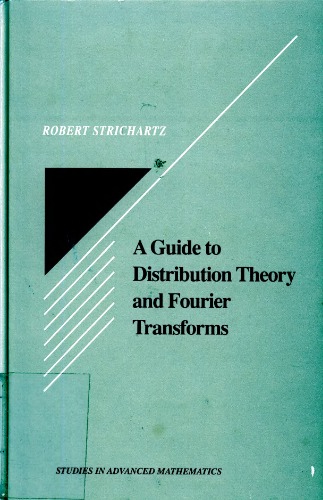 ROBERT STRICHARTZ
A Guide to
Distribution Theory
and Fourier
Transforms
STUDIES IN ADVANCED MATHEMATICS